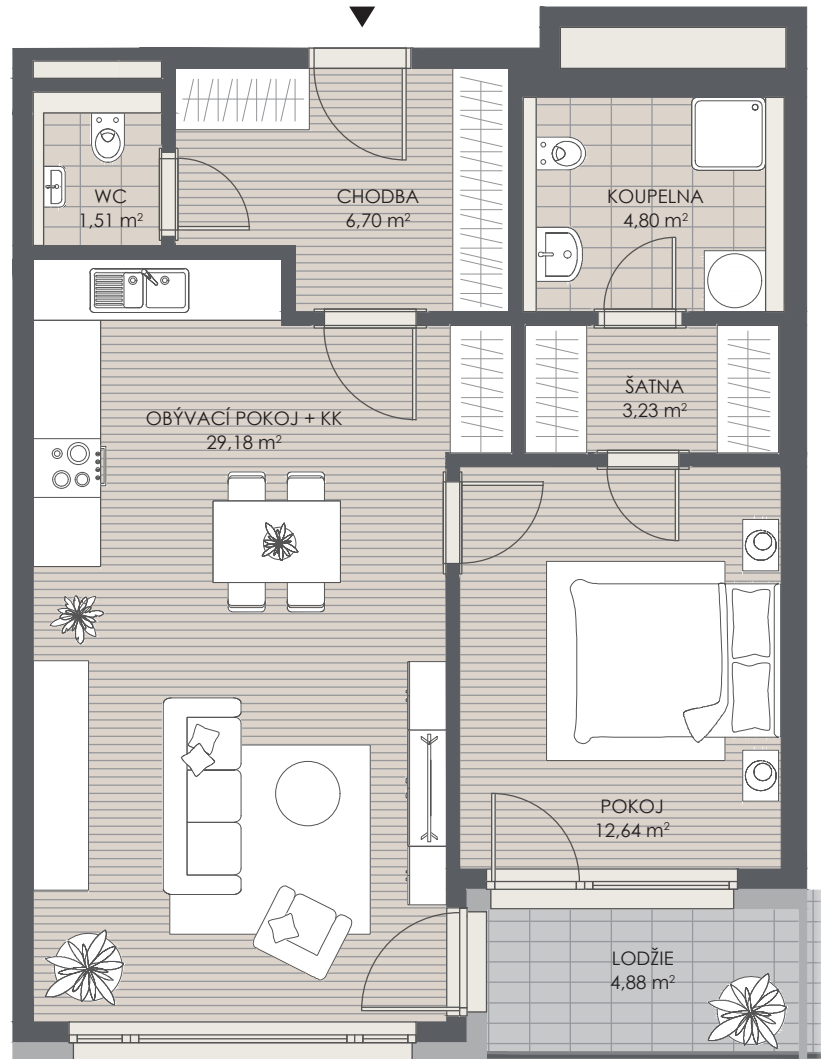 WC
1,51 m²
CHODBA
6,70 m²
KOUPELNA
4,80 m²
ŠATNA
3,23 m²
OBÝVACÍ POKOJ + KK
29,18 m²
POKOJ
12,64 m²
LODŽIE
4,88 m²